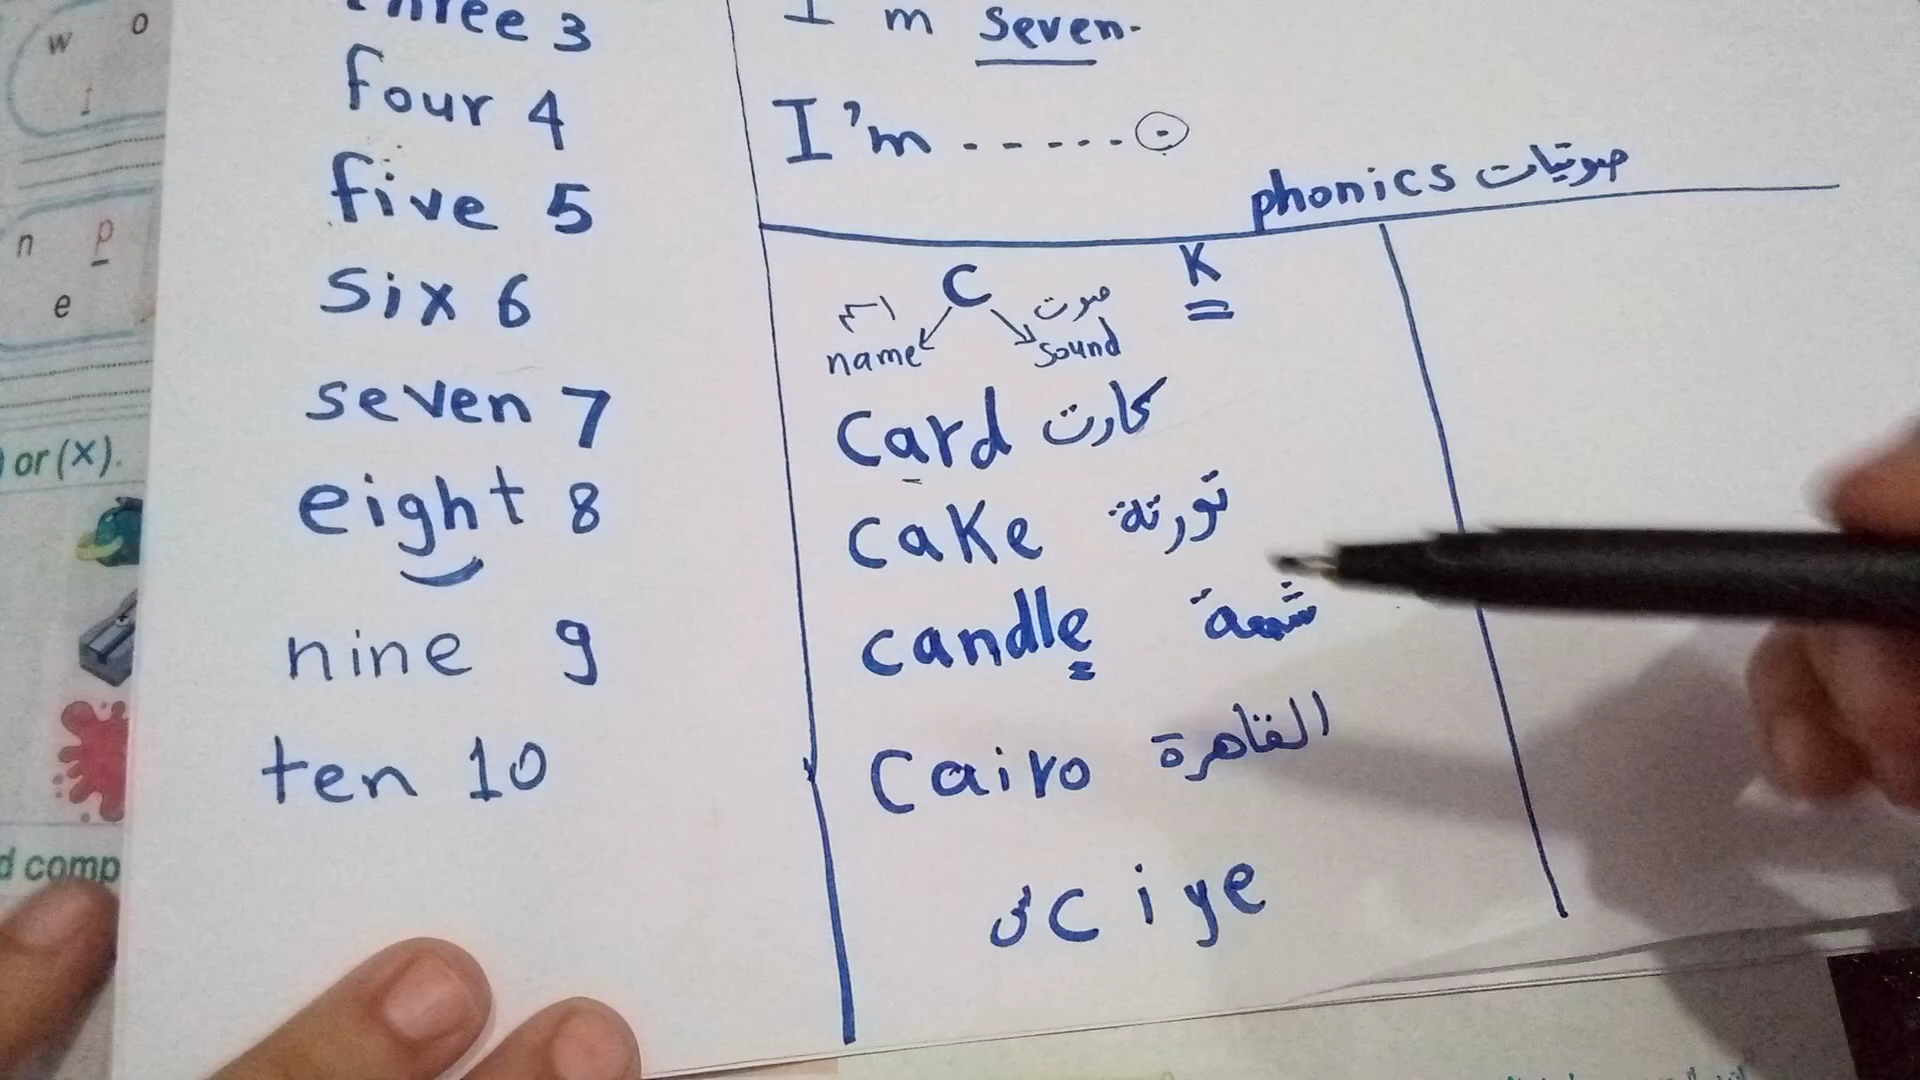 three 3
four 4
five 5
six 6
seven 7
eight 8
nine 9
ten 10
I'm seven.
I'm ......
phonics صوتيات
C K
اسم صوت
name sound
Card كارت
cake تورتة
candle شمعة
Cairo القاهرة
س c i y e
w o
n p
e
or (x).
d comp